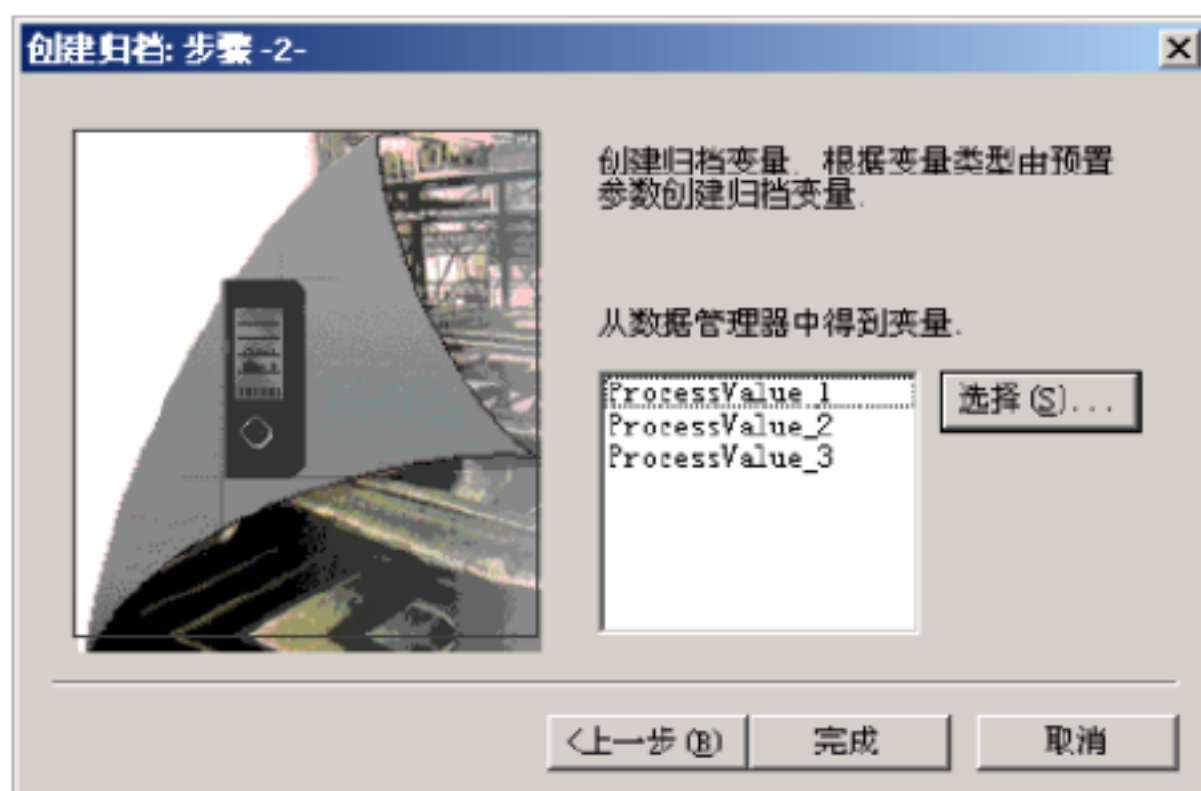 创建归档: 步骤 -2-
创建归档变量. 根据变量类型由预置
参数创建归档变量.
从数据管理器中得到变量.
ProcessValue_1
选择(S)...
ProcessValue_2
ProcessValue_3
<上一步(B)
完成
取消